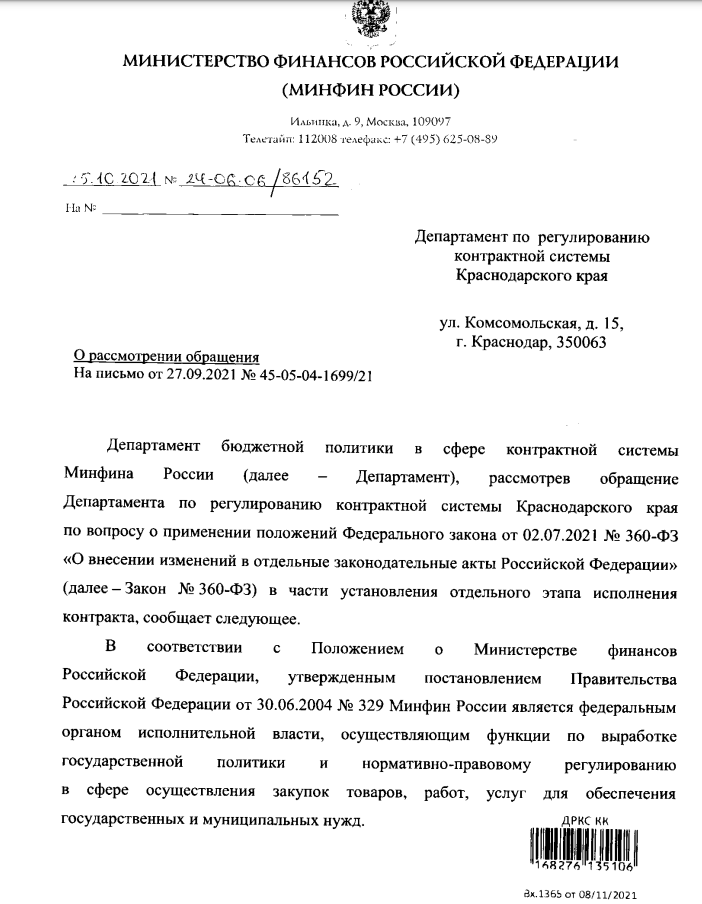 МИНИСТЕРСТВО ФИНАНСОВ РОССИЙСКОЙ ФЕДЕРАЦИИ
(МИНФИН РОССИИ)
Ильинка, д. 9, Москва, 109097
Телетайп: 112008 телефакс: +7 (495) 625-08-89
5.10 2021 № 24-06-06/86152
На №
Департамент по регулированию
контрактной системы
Краснодарского края
ул. Комсомольская, д. 15,
г. Краснодар, 350063
О рассмотрении обращения
На письмо от 27.09.2021 № 45-05-04-1699/21
Департамент бюджетной политики в сфере контрактной системы
Минфина России (далее – Департамент), рассмотрев обращение
Департамента по регулированию контрактной системы Краснодарского края
по вопросу о применении положений Федерального закона от 02.07.2021 № 360-ФЗ
«О внесении изменений в отдельные законодательные акты Российской Федерации»
(далее – Закон № 360-ФЗ) в части установления отдельного этапа исполнения
контракта, сообщает следующее.
В соответствии с Положением о Министерстве финансов
Российской Федерации, утвержденным постановлением Правительства
Российской Федерации от 30.06.2004 № 329 Минфин России является федеральным
органом исполнительной власти, осуществляющим функции по выработке
государственной политики и нормативно-правовому регулированию
в сфере осуществления закупок товаров, работ, услуг для обеспечения
государственных и муниципальных нужд.
ДРКС КК
168276 135106
Вх.1365 от 08/11/2021